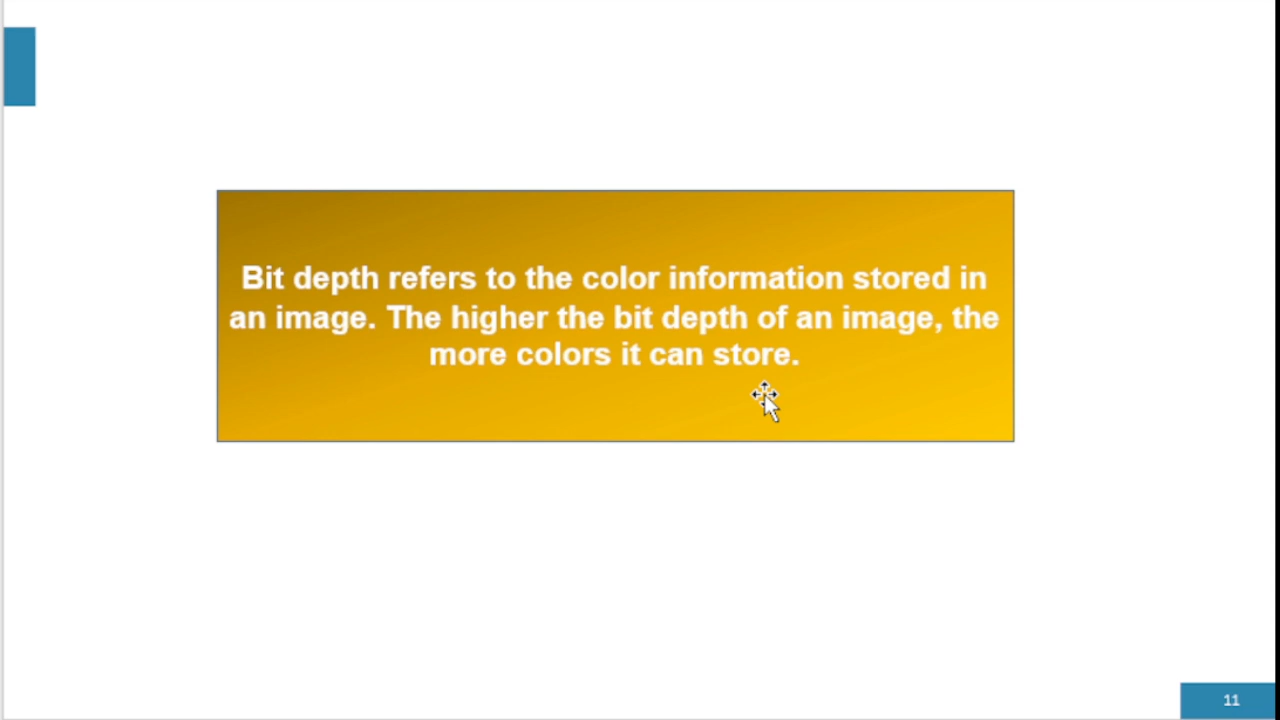 Bit depth refers to the color information stored in
an image. The higher the bit depth of an image, the
more colors it can store.
11